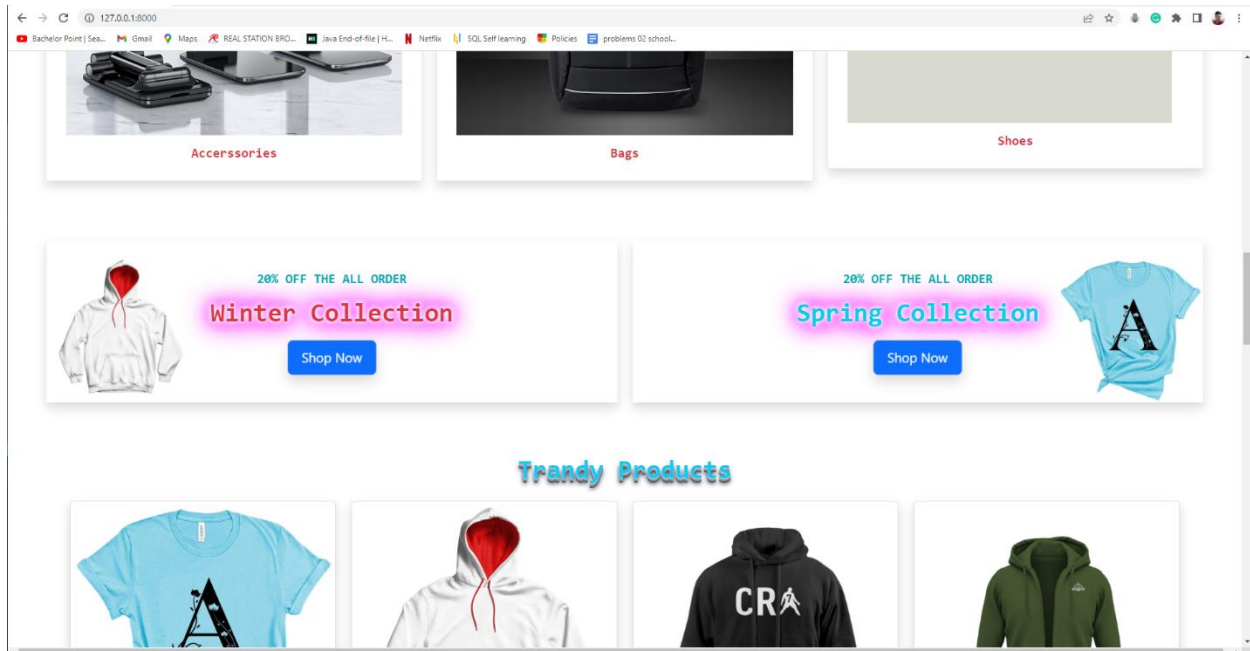 127.0.0.1:8000
Bachelor Point | Sea... Gmail Maps REAL STATION BRO... Java End-of-file | H... Netflix SQL Self learning Policies problems 02 school...
Accerssories
Bags
Shoes
20% OFF THE ALL ORDER
Winter Collection
Shop Now
20% OFF THE ALL ORDER
Spring Collection
Shop Now
A
Trandy Products
A
CR7